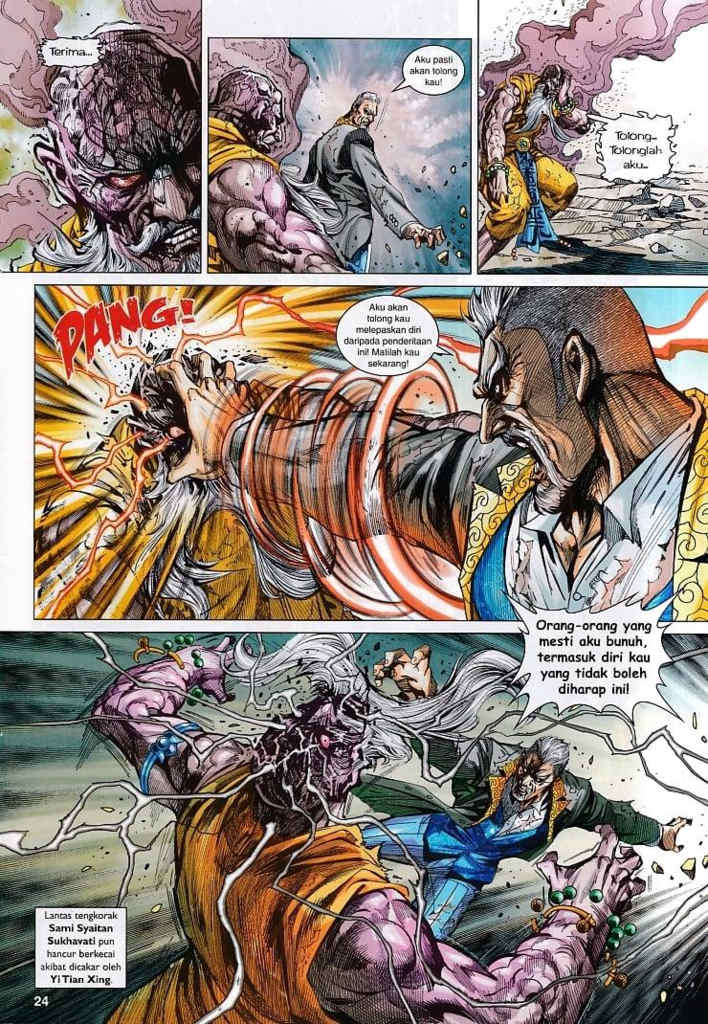 Terima...
Aku pasti
akan tolong
kau!
Tolong...
Tolonglah
aku...
PANG!
Aku akan
tolong kau
melepaskan diri
daripada penderitaan
ini! Matilah kau
sekarang!
Orang-orang yang
mesti aku bunuh,
termasuk diri kau
yang tidak boleh
diharap ini!
Lantas tengkorak
Sami Syaitan
Sukhavati pun
hancur berkecai
akibat dicakar oleh
Yi Tian Xing.
24